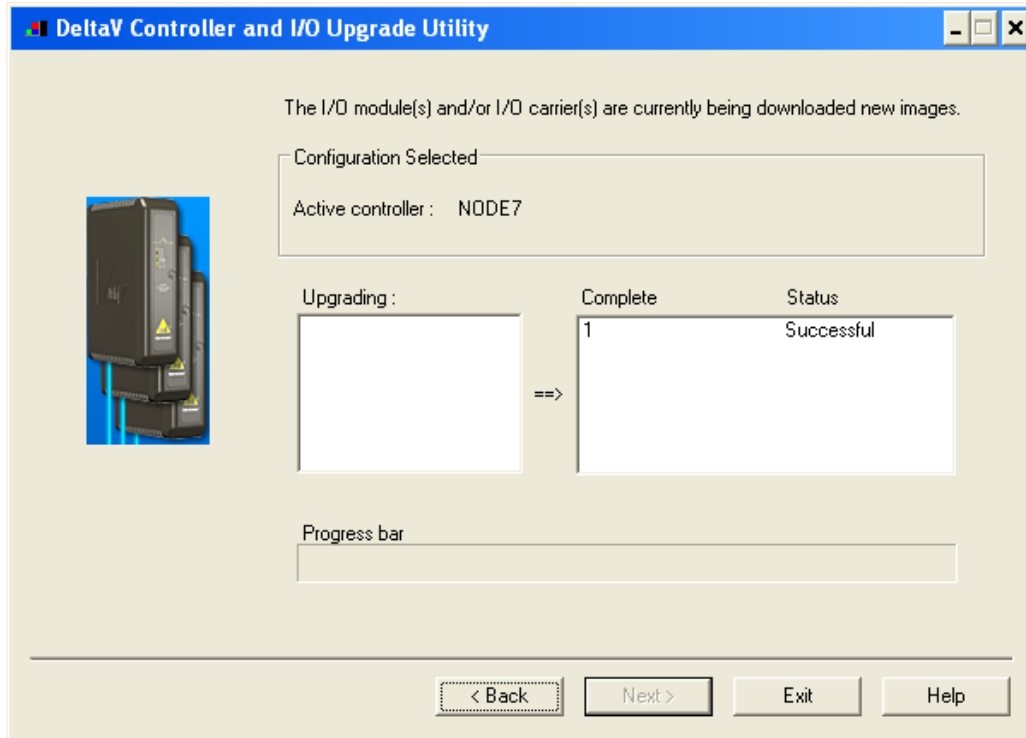 DeltaV Controller and I/O Upgrade Utility
The I/O module(s) and/or I/O carrier(s) are currently being downloaded new images.
Configuration Selected
Active controller : NODE7
Upgrading : Complete Status
1 Successful
==>
Progress bar
< Back Next > Exit Help